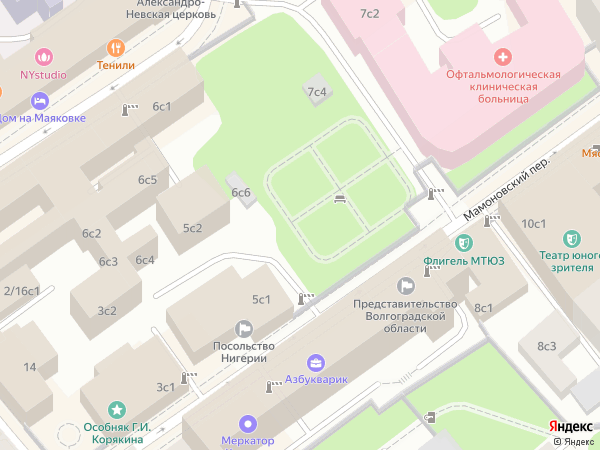 Александро-
Невская церковь
7с2
NYstudio
Тенили
Офтальмологическая
клиническая
больница
Дом на Маяковке
6с1
7с4
Мамоновский пер.
6с5
6с6
5с2
10с1
6с2
6с3
6с4
Флигель МТЮЗ
Театр юного
зрителя
2/16с1
3с2
5с1
Представительство
Волгоградской
области
8с1
Посольство
Нигерии
8с3
14
3с1
Азбукварик
Особняк Г.И.
Корякина
Меркатор
Яндекс